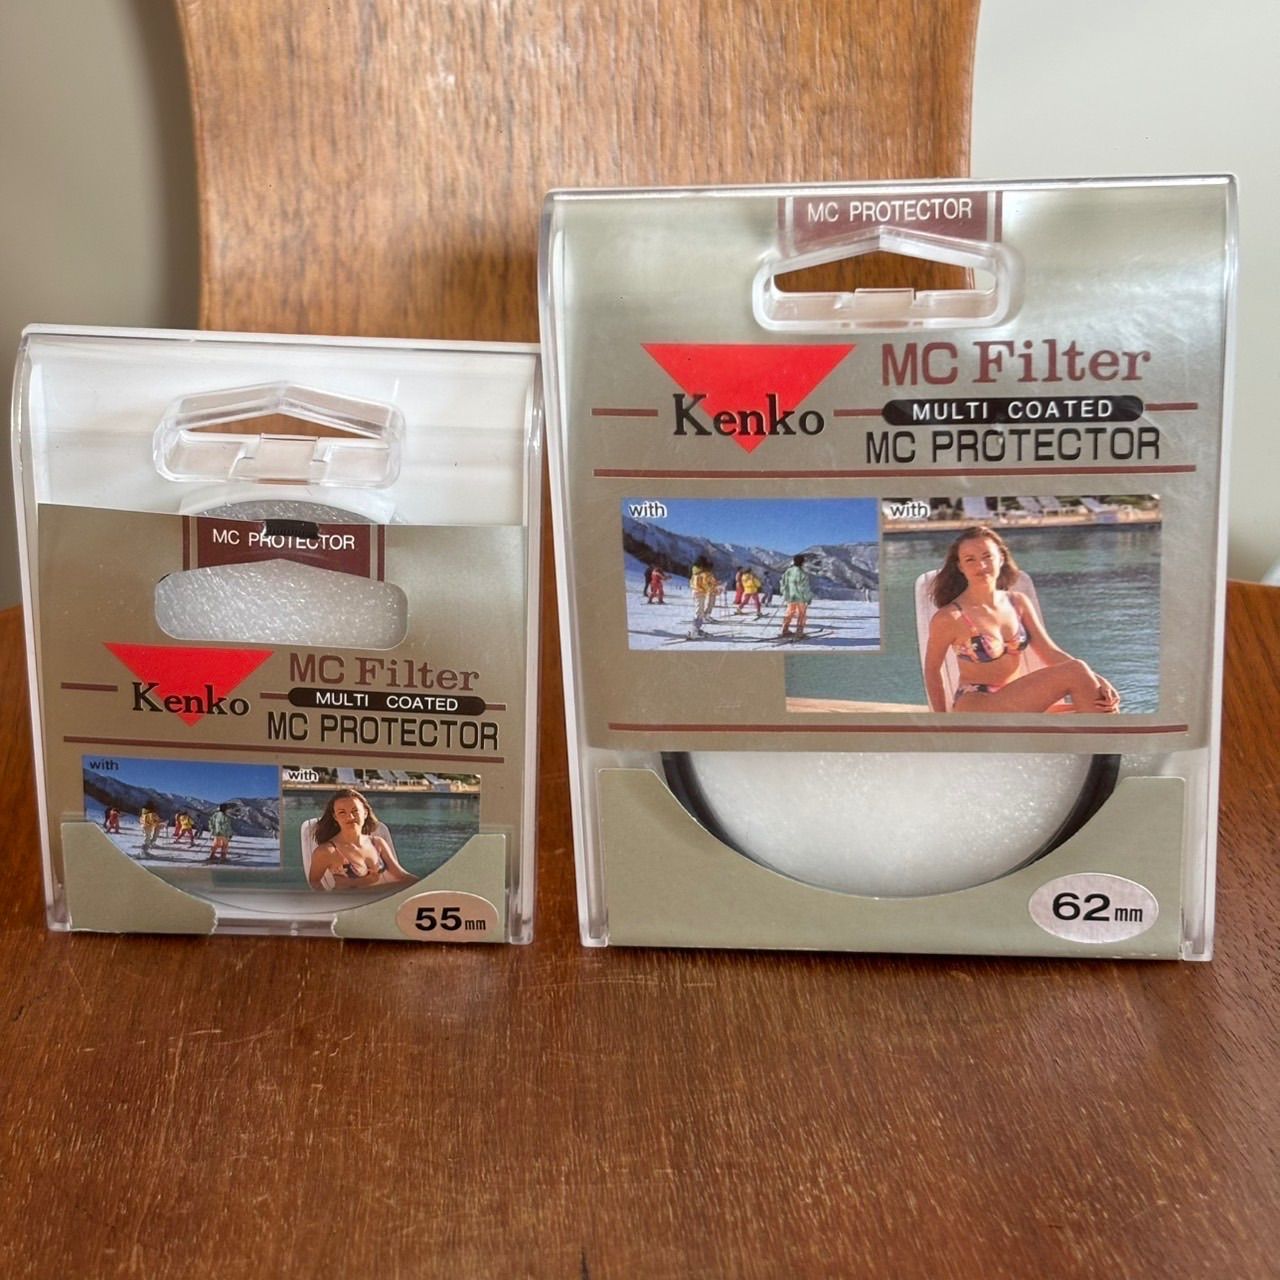 MC PROTECTOR
Kenko
MC Filter
MULTI COATED
MC PROTECTOR
with
with
55mm
MC PROTECTOR
Kenko
MC Filter
MULTI COATED
MC PROTECTOR
with
with
62mm